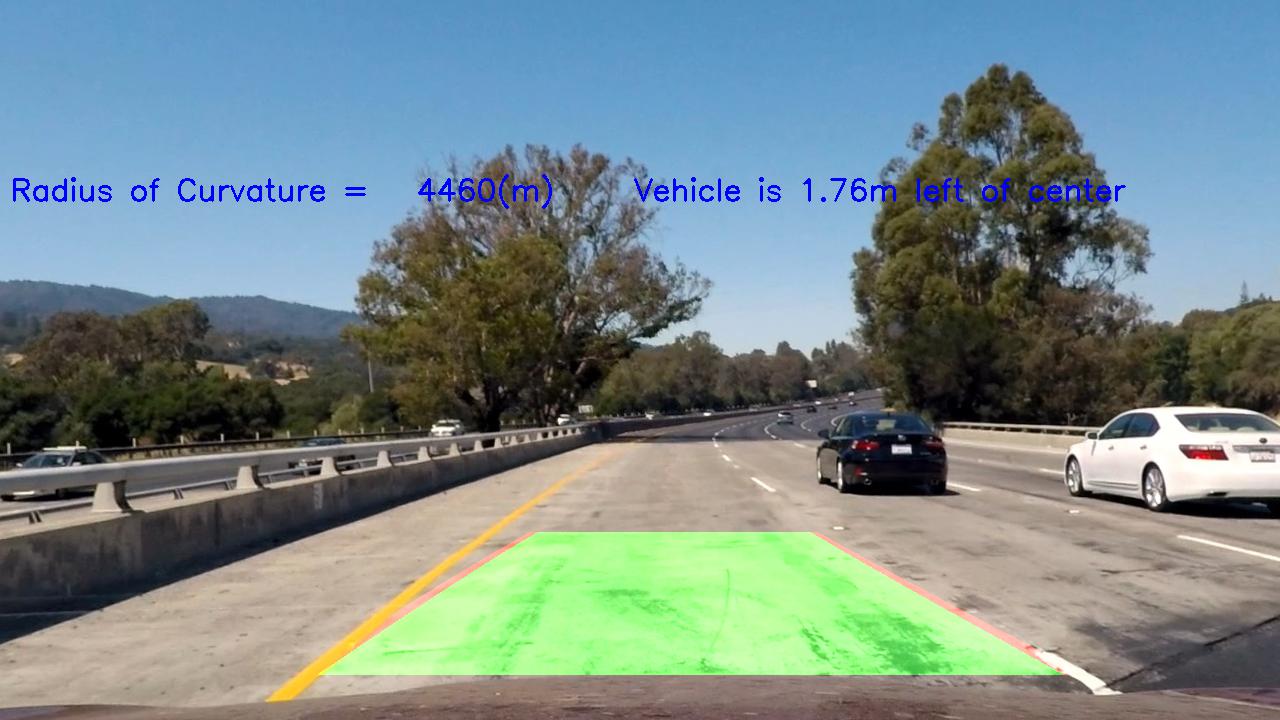 Radius of Curvature = 4460(m) Vehicle is 1.76m left of center